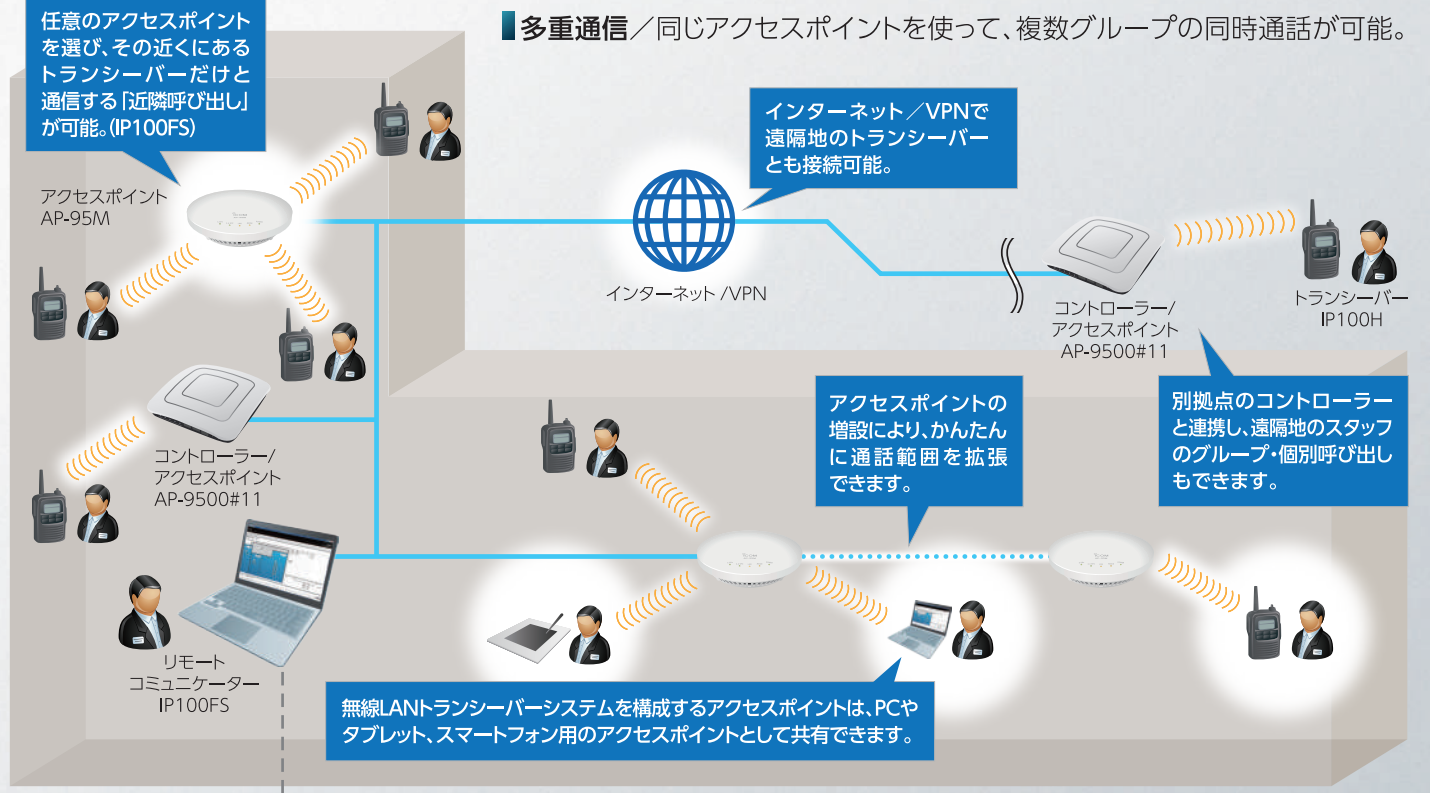 任意のアクセスポイント
を選び、その近くにある
トランシーバーだけと
通信する「近隣呼び出し」
が可能。(IP100FS)
多重通信／同じアクセスポイントを使って、複数グループの同時通話が可能。
インターネット／VPNで
遠隔地のトランシーバー
とも接続可能。
アクセスポイント
AP-95M
インターネット /VPN
コントローラー/
アクセスポイント
AP-9500#11
トランシーバー
IP100H
別拠点のコントローラー
と連携し、遠隔地のスタッフ
のグループ・個別呼び出し
もできます。
アクセスポイントの
増設により、かんたん
に通話範囲を拡張
できます。
コントローラー/
アクセスポイント
AP-9500#11
リモート
コミュニケーター
IP100FS
無線LANトランシーバーシステムを構成するアクセスポイントは、PCや
タブレット、スマートフォン用のアクセスポイントとして共有できます。